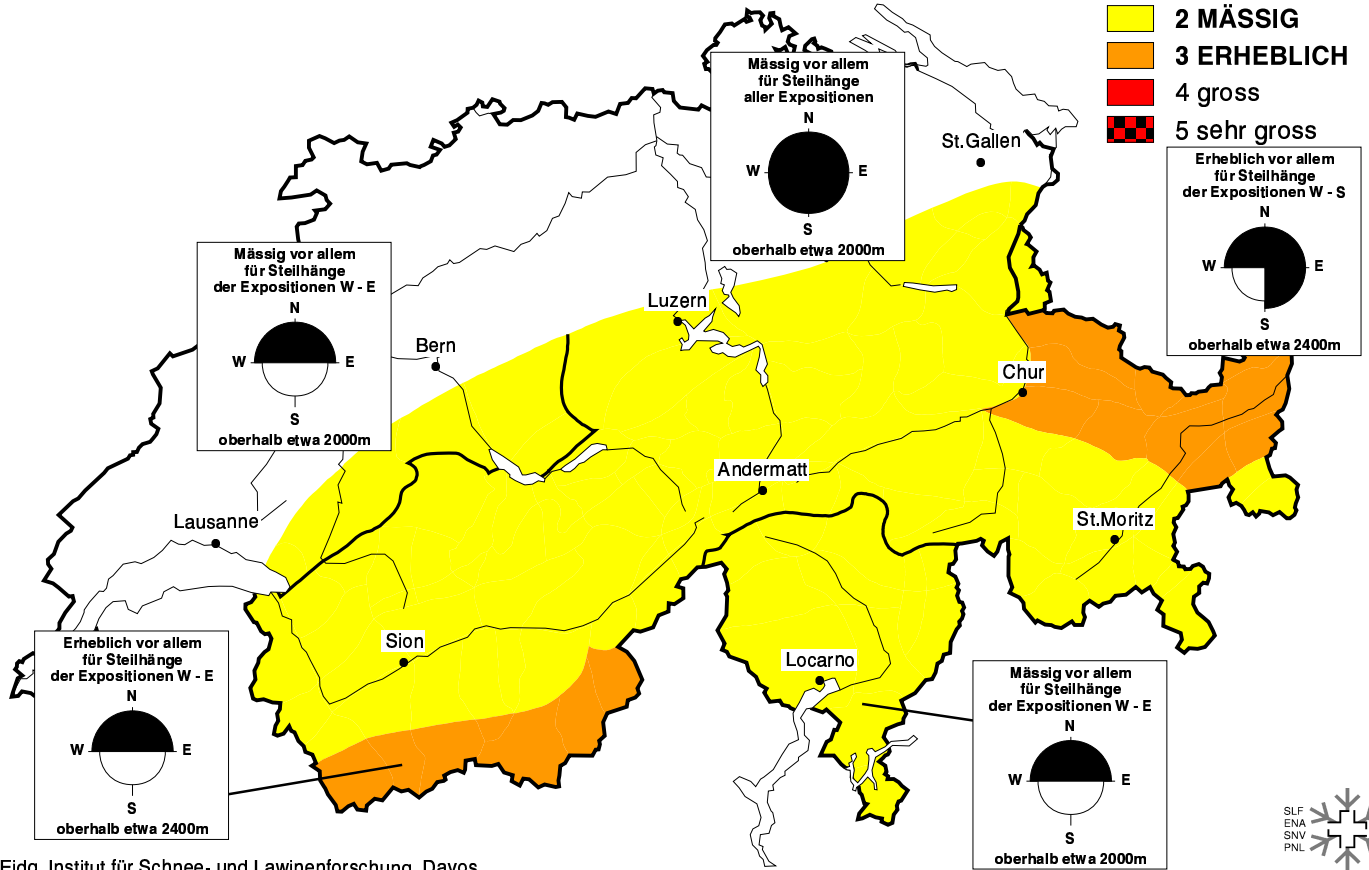 2 MÄSSIG
3 ERHEBLICH
4 gross
5 sehr gross
Mässig vor allem
für Steilhänge
aller Expositionen
N
W E
S
oberhalb etwa 2000m
St.Gallen
Erheblich vor allem
für Steilhänge
der Expositionen W - S
N
W E
S
oberhalb etwa 2400m
Mässig vor allem
für Steilhänge
der Expositionen W - E
N
W E
S
oberhalb etwa 2000m
Luzern
Bern
Chur
Andermatt
Lausanne
St.Moritz
Sion
Locarno
Erheblich vor allem
für Steilhänge
der Expositionen W - E
N
W E
S
oberhalb etwa 2400m
Mässig vor allem
für Steilhänge
der Expositionen W - E
N
W E
S
oberhalb etwa 2000m
SLF
ENA
SNV
PNL
Eidg. Institut für Schnee- und Lawinenforschung, Davos